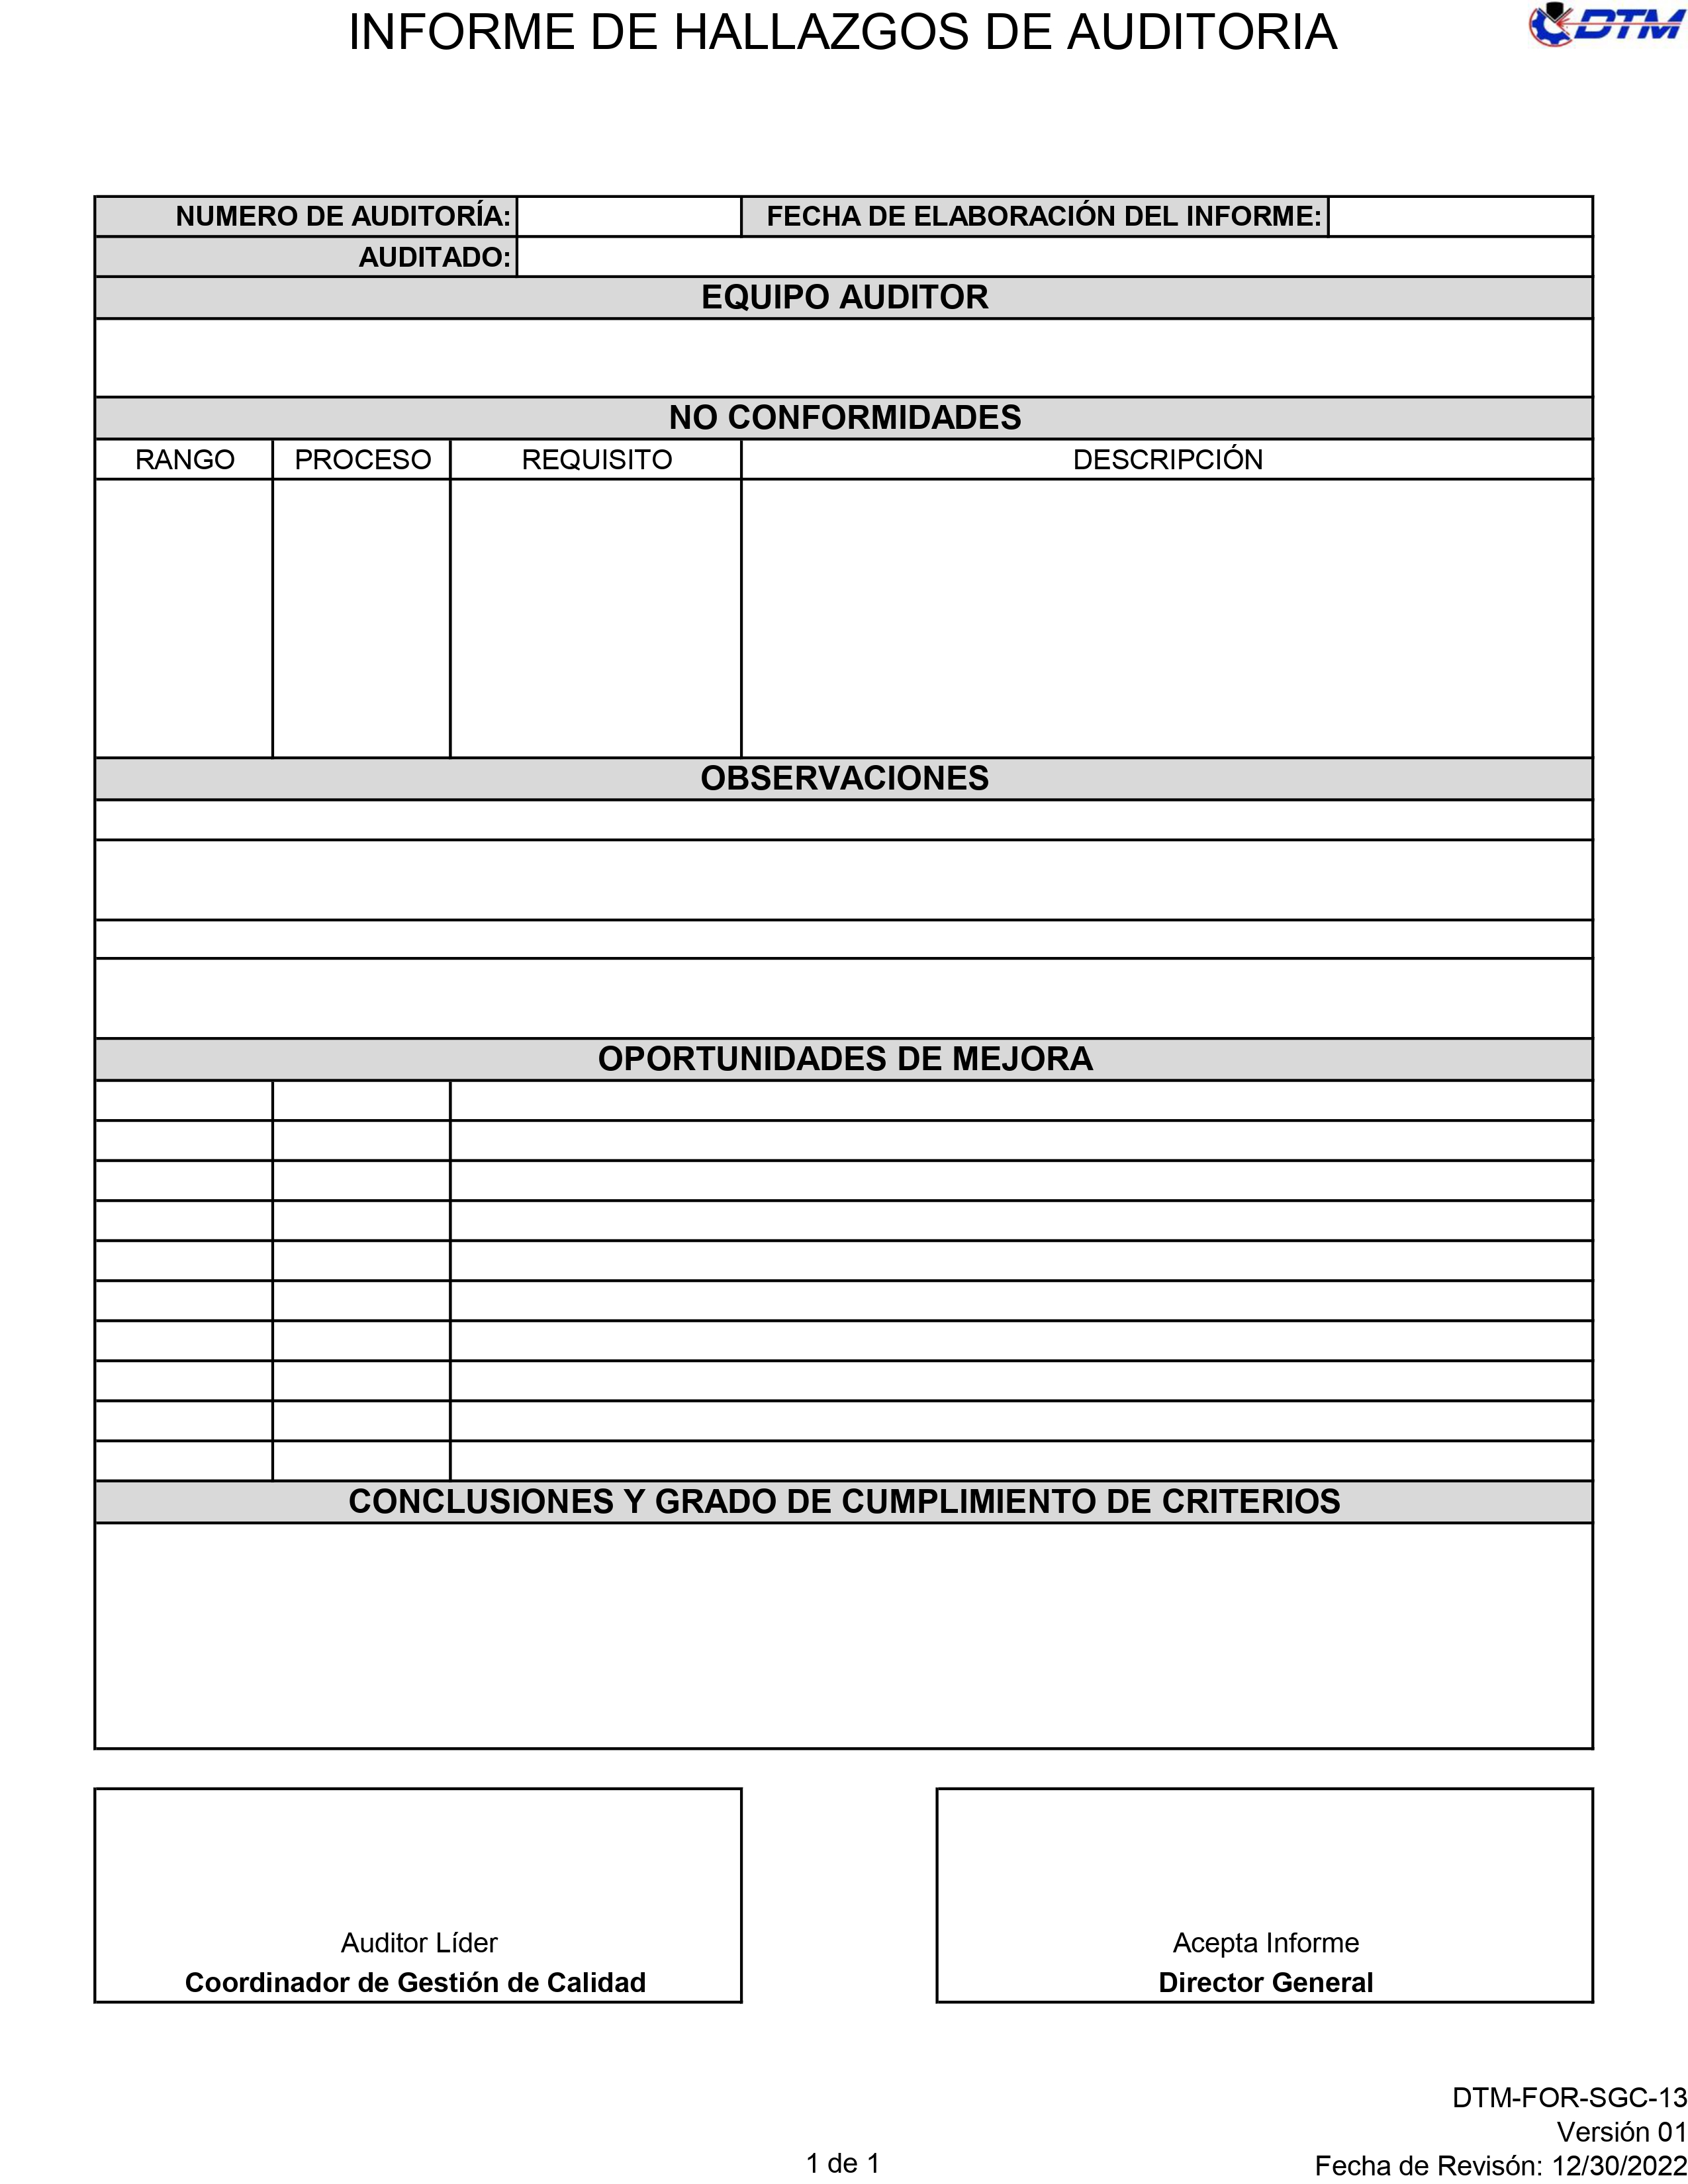 INFORME DE HALLAZGOS DE AUDITORIA
DTM
NUMERO DE AUDITORÍA: FECHA DE ELABORACIÓN DEL INFORME:
AUDITADO:
EQUIPO AUDITOR
NO CONFORMIDADES
RANGO PROCESO REQUISITO DESCRIPCIÓN
OBSERVACIONES
OPORTUNIDADES DE MEJORA
CONCLUSIONES Y GRADO DE CUMPLIMIENTO DE CRITERIOS
Auditor Líder
Coordinador de Gestión de Calidad
Acepta Informe
Director General
DTM-FOR-SGC-13
Versión 01
1 de 1
Fecha de Revisón: 12/30/2022